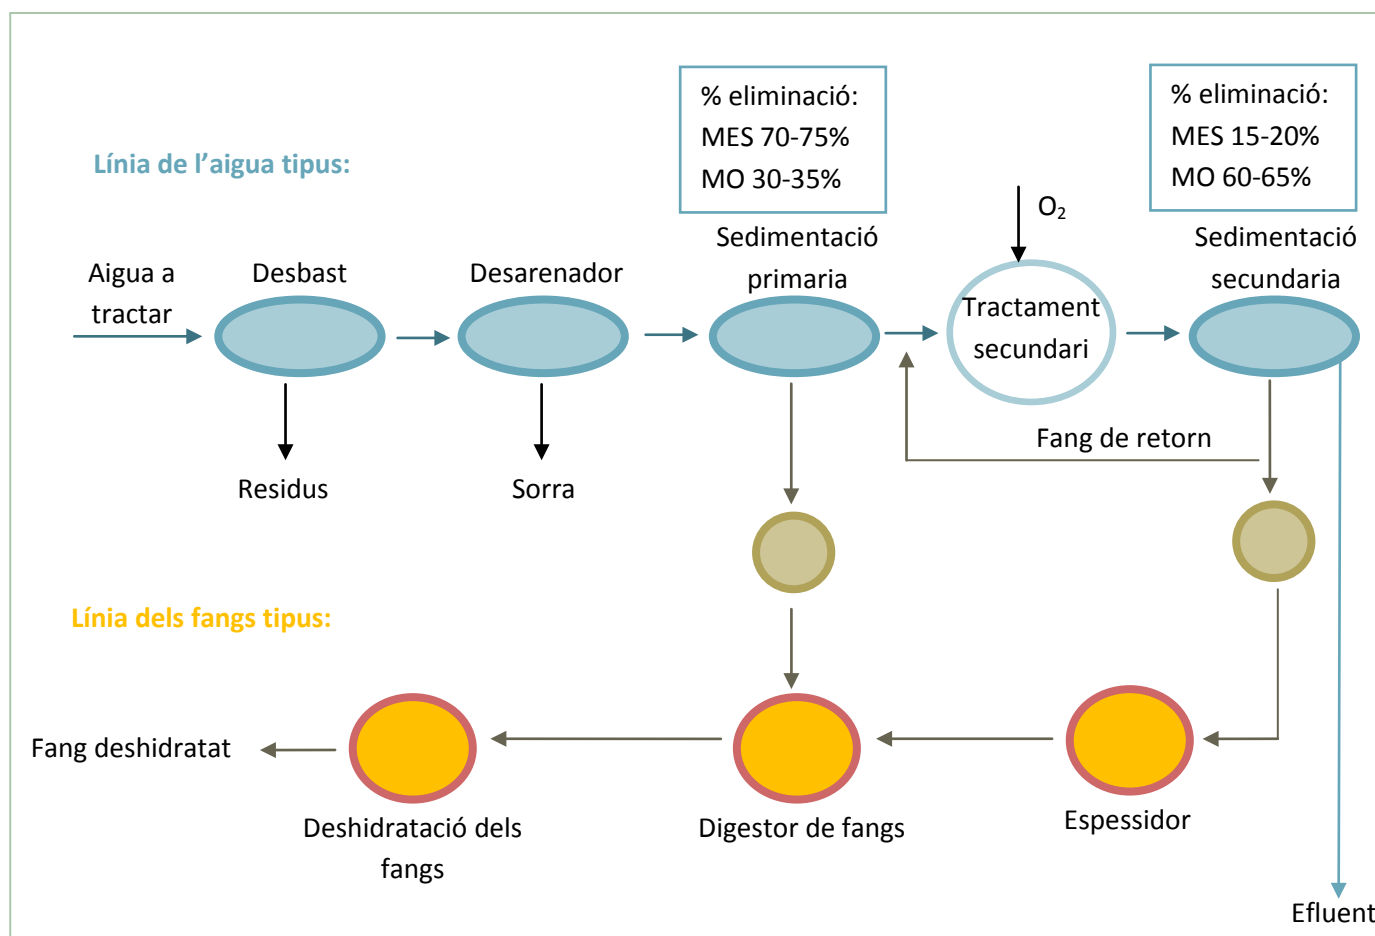 % eliminació:
MES 70-75%
MO 30-35%
% eliminació:
MES 15-20%
MO 60-65%
Línia de l’aigua tipus:
O₂
Sedimentació
primaria
Sedimentació
secundaria
Aigua a
tractar
Desbast
Desarenador
Tractament
secundari
Fang de retorn
Residus
Sorra
Línia dels fangs tipus:
Fang deshidratat
Deshidratació dels
fangs
Digestor de fangs
Espessidor
Efluent